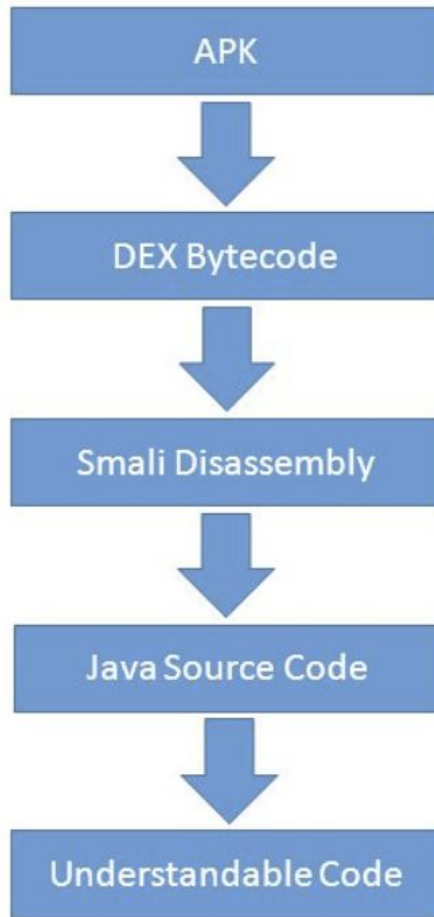 APK
DEX Bytecode
Smali Disassembly
Java Source Code
Understandable Code